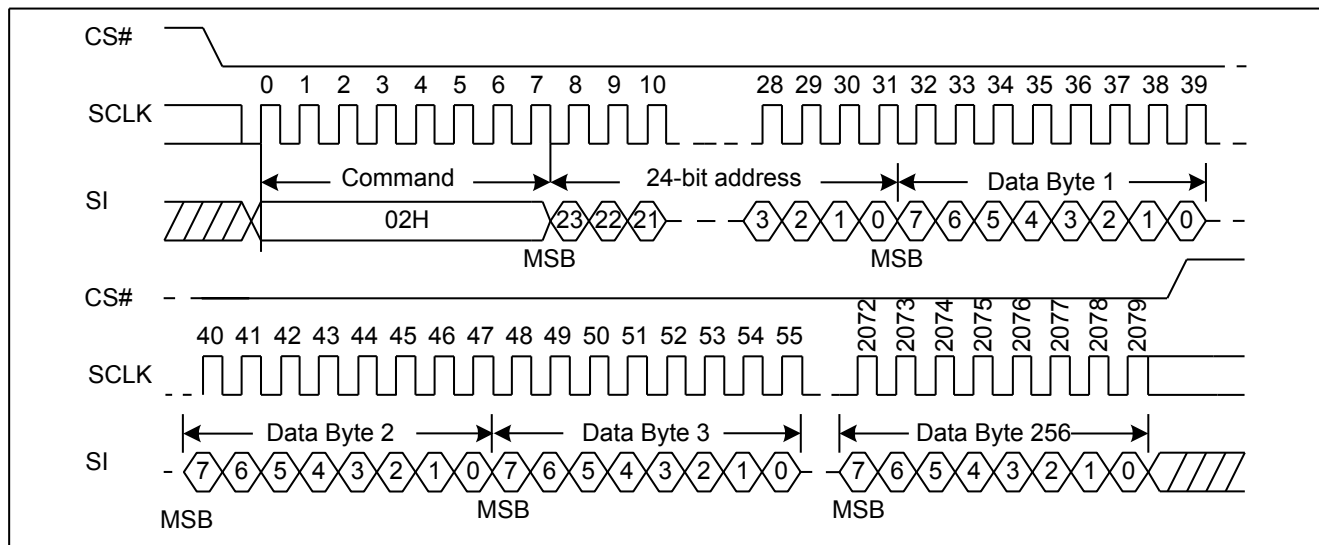 CS#
0 1 2 3 4 5 6 7 8 9 10 28 29 30 31 32 33 34 35 36 37 38 39
SCLK
Command 24-bit address Data Byte 1
SI
02H 23 22 21 3 2 1 0 7 6 5 4 3 2 1 0
MSB MSB
CS#
40 41 42 43 44 45 46 47 48 49 50 51 52 53 54 55 2072 2073 2074 2075 2076 2077 2078 2079
SCLK
Data Byte 2 Data Byte 3 Data Byte 256
SI
7 6 5 4 3 2 1 0 7 6 5 4 3 2 1 0 7 6 5 4 3 2 1 0
MSB MSB MSB